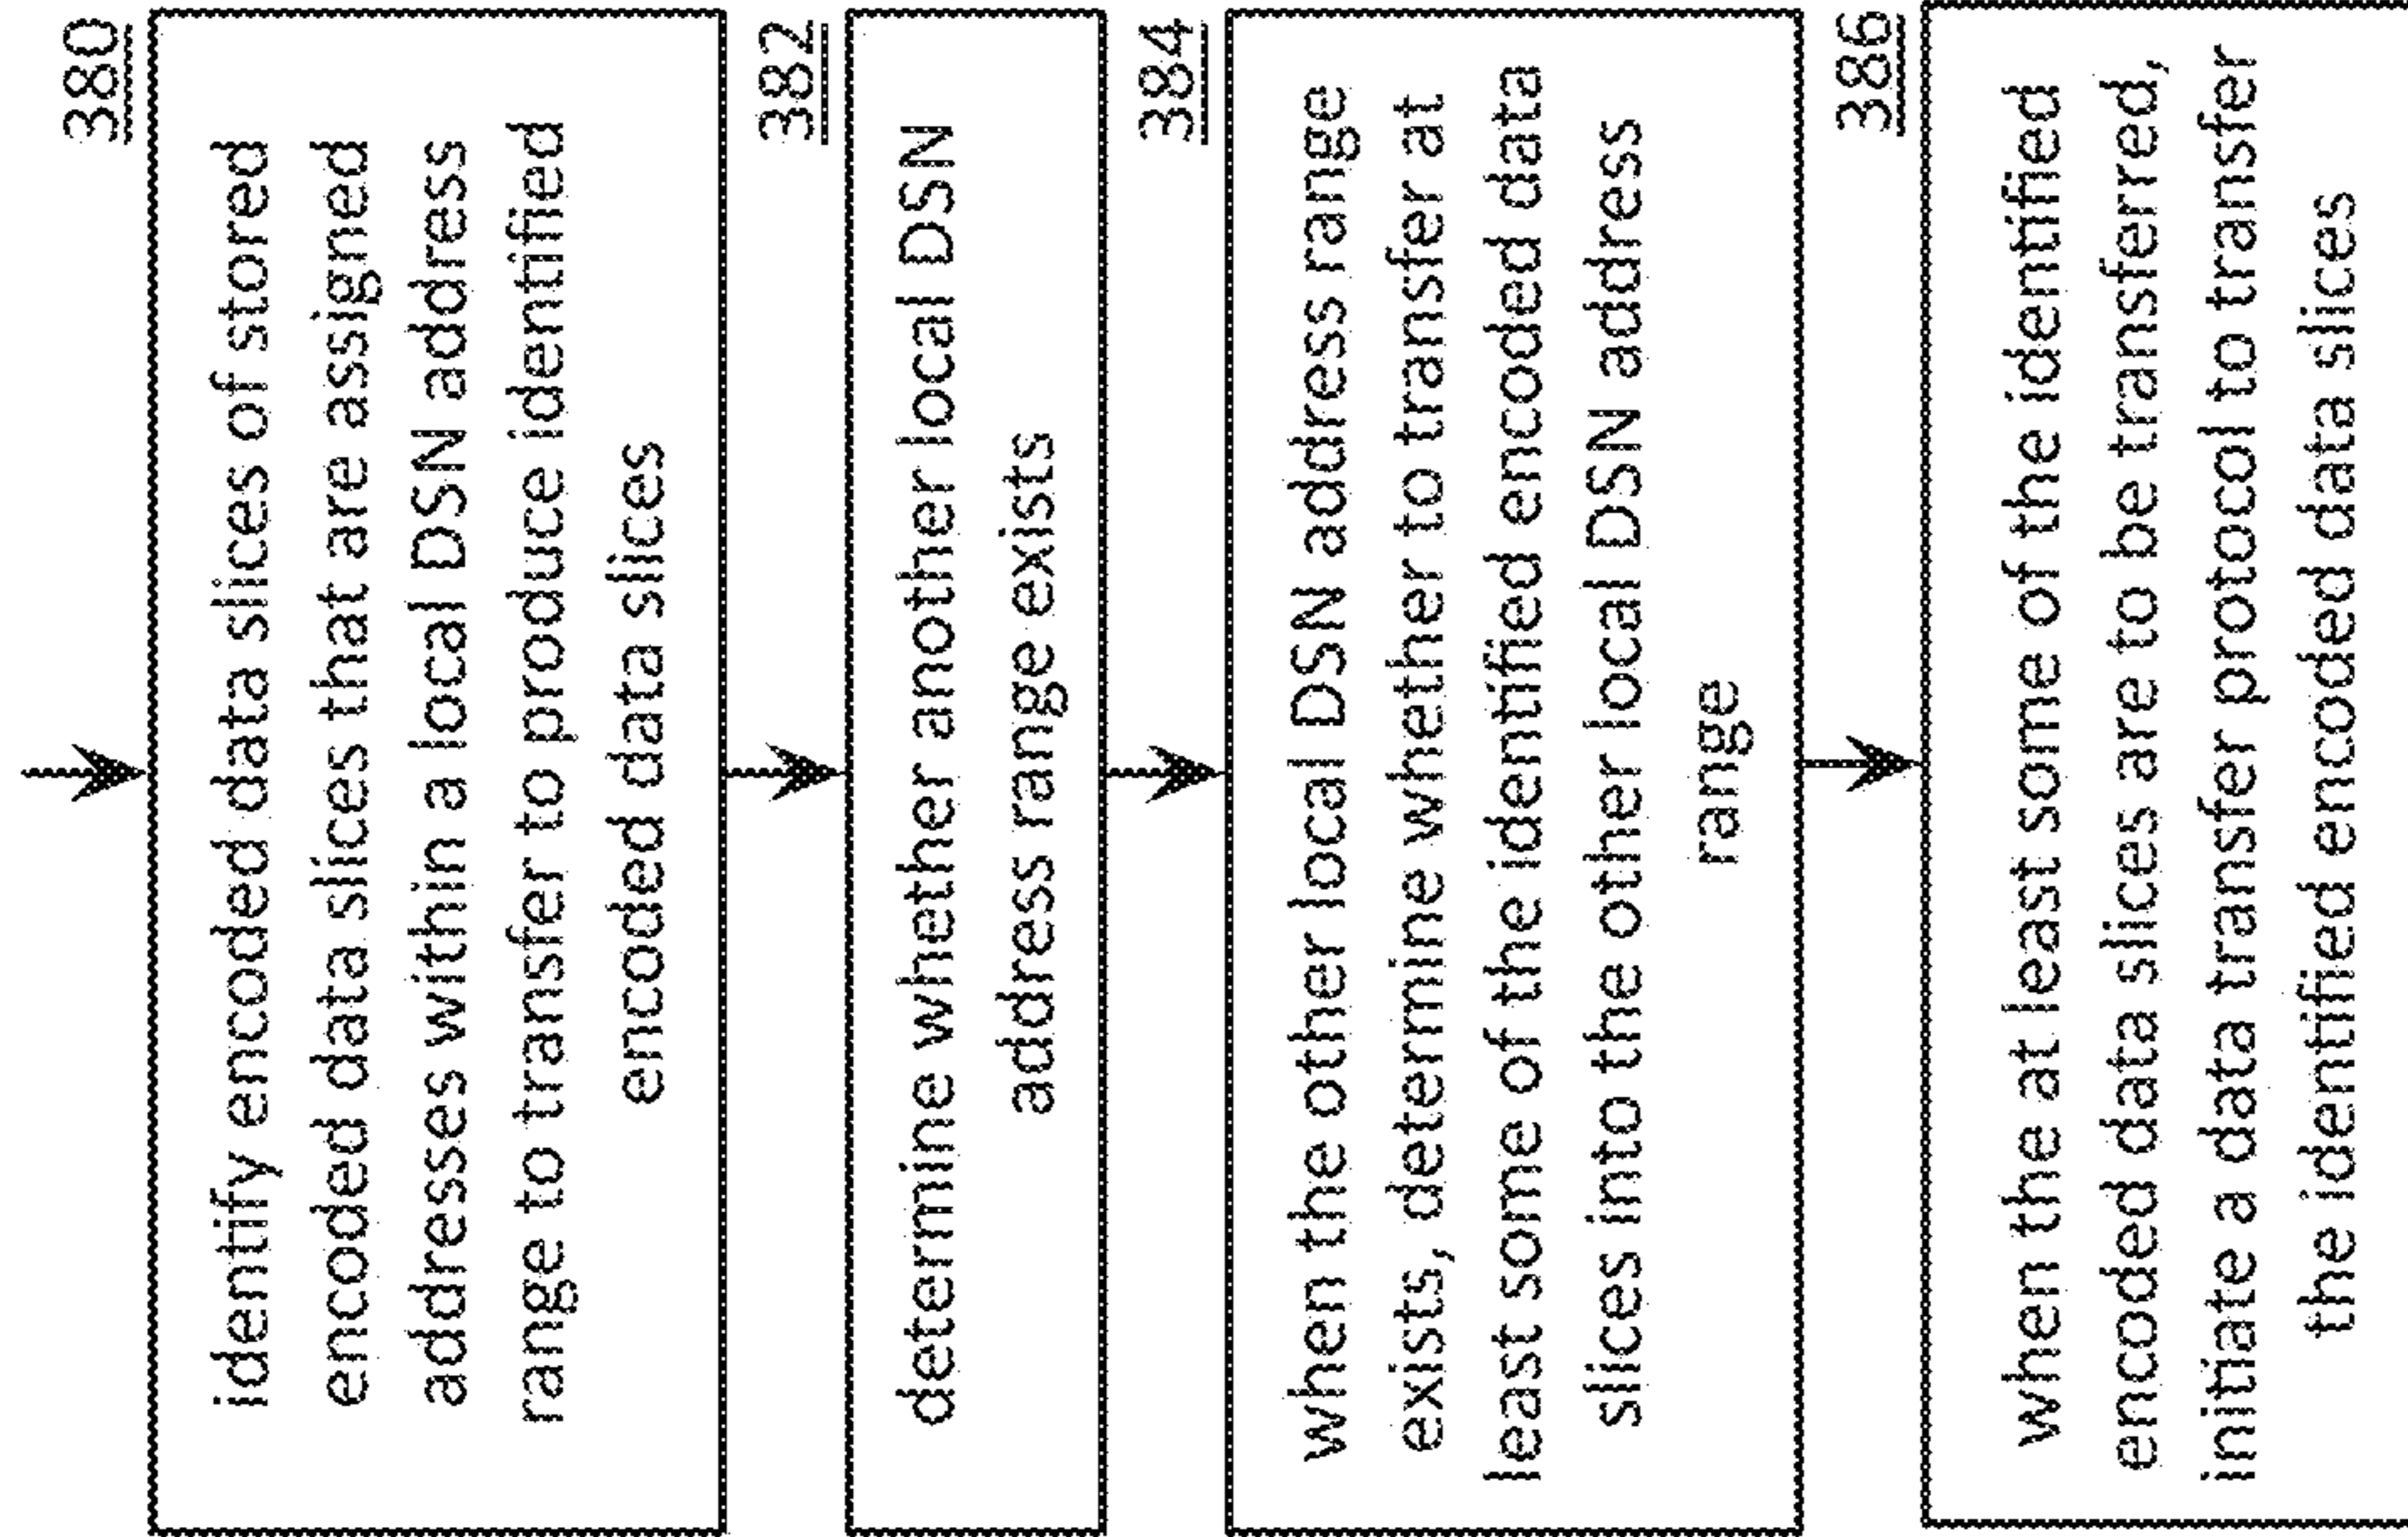 380
identify encoded data slices of stored
encoded data slices that are assigned
addresses within a local DSN address
range to transfer to produce identified
encoded data slices
382
determine whether another local DSN
address range exists
384
when the other local DSN address range
exists, determine whether to transfer at
least some of the identified encoded data
slices into the other local DSN address
range
386
when the at least some of the identified
encoded data slices are to be transferred,
initiate a data transfer protocol to transfer
the identified encoded data slices